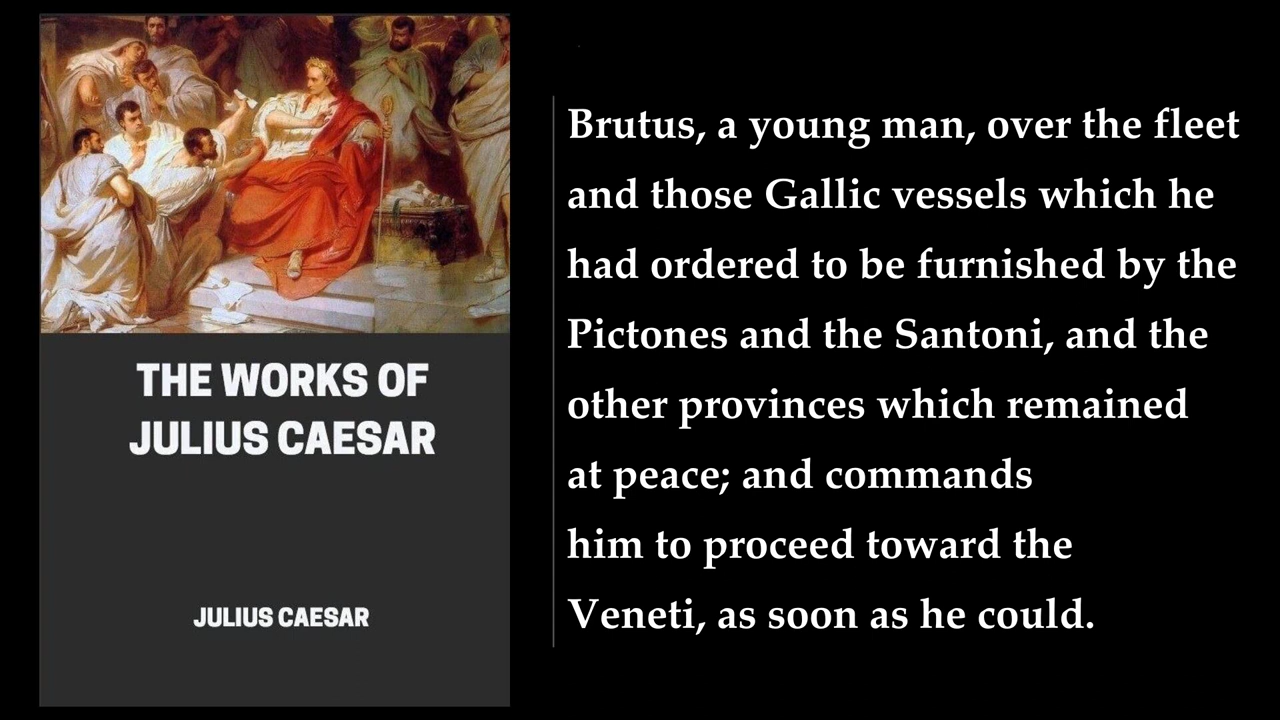 THE WORKS OF
JULIUS CAESAR
JULIUS CAESAR
Brutus, a young man, over the fleet
and those Gallic vessels which he
had ordered to be furnished by the
Pictones and the Santoni, and the
other provinces which remained
at peace; and commands
him to proceed toward the
Veneti, as soon as he could.